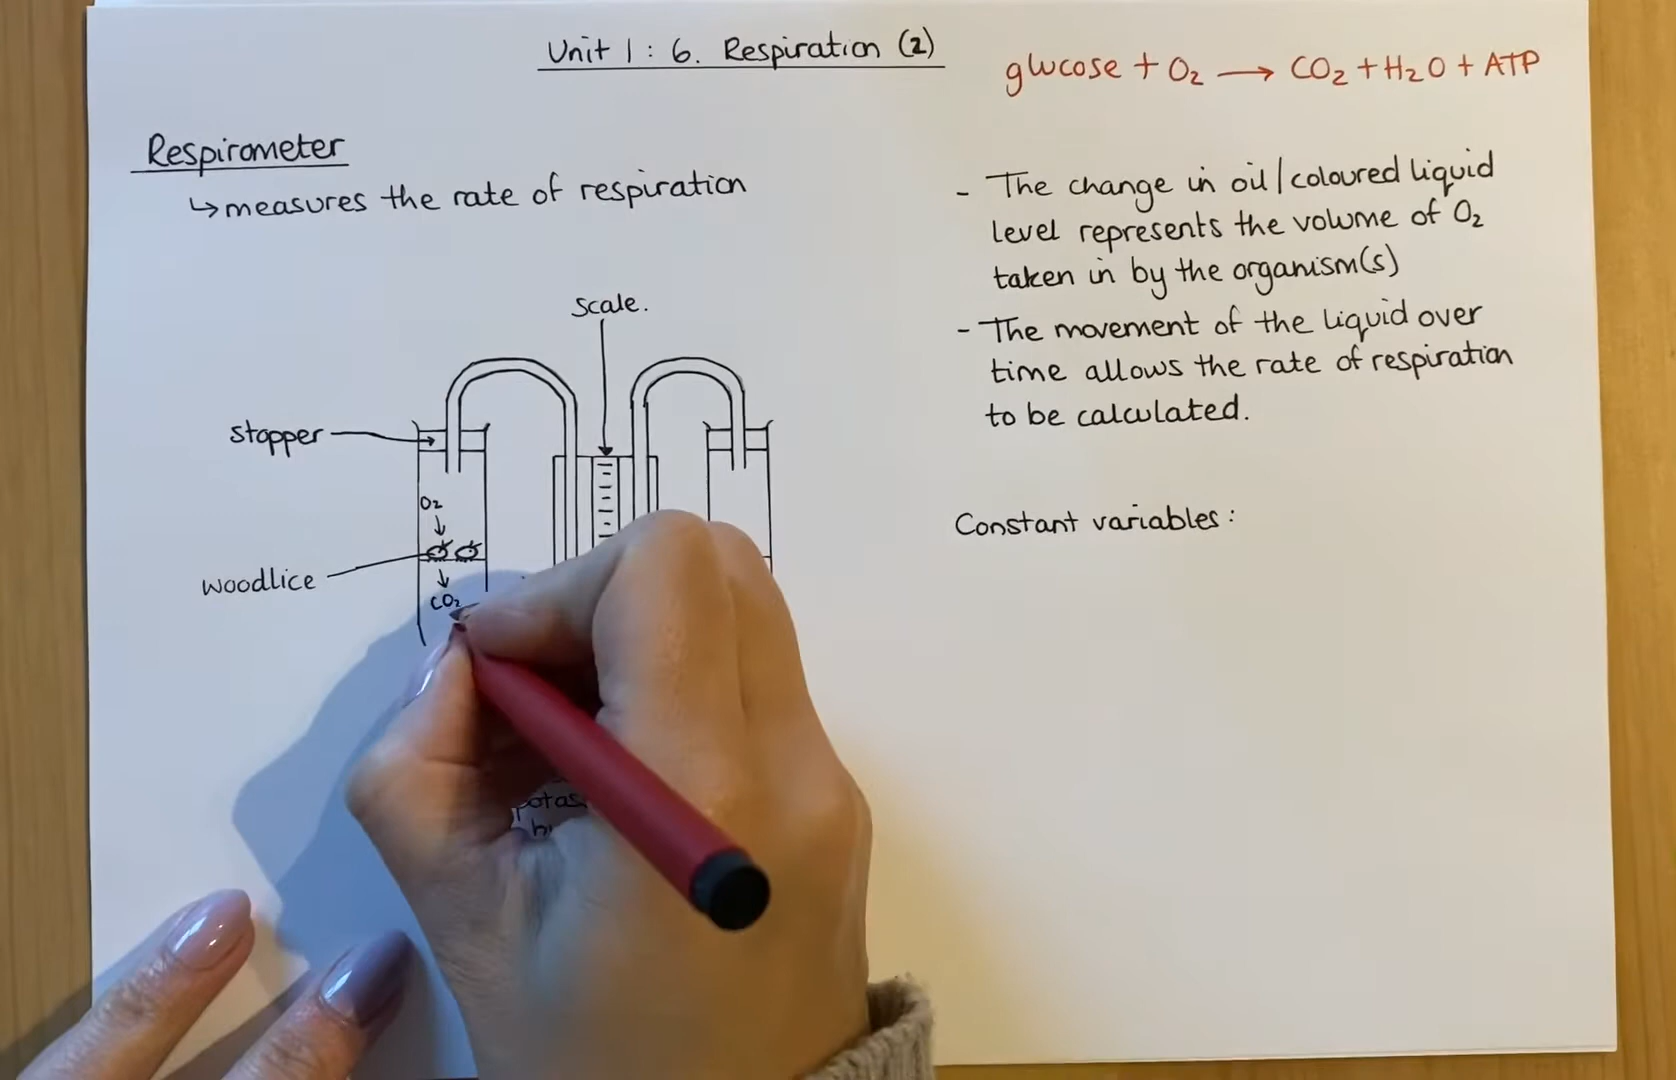 Unit 1 : 6. Respiration (2)
glucose + O₂ → CO₂ + H₂O + ATP
Respirometer
↳ measures the rate of respiration
scale.
stopper
O₂
woodlice
CO₂
- The change in oil/coloured liquid
level represents the volume of O₂
taken in by the organism(s)
- The movement of the liquid over
time allows the rate of respiration
to be calculated.
Constant variables :